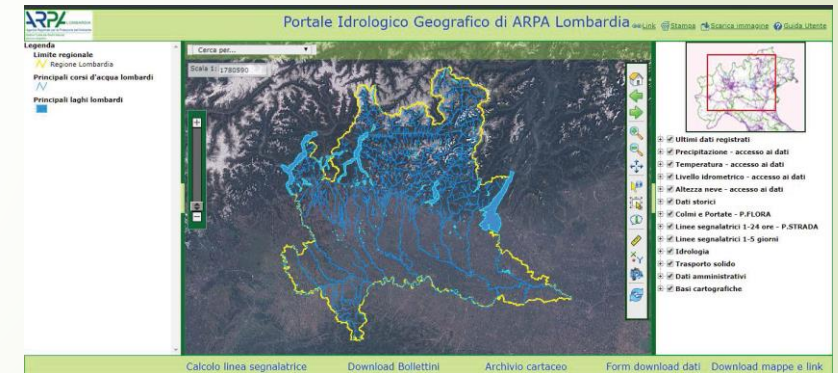 ARPA LOMBARDIA
Portale Idrologico Geografico di ARPA Lombardia
Link Stampa Scarica immagine Guida Utente
Legenda
Limite regionale
Regione Lombardia
Principali corsi d'acqua lombardi
Principali laghi lombardi
Cerca per...
Scala 1: 1780590
Ultimi dati registrati
Precipitazione - accesso ai dati
Temperatura - accesso ai dati
Livello idrometrico - accesso ai dati
Altezza neve - accesso ai dati
Dati storici
Colmi e Portate - P.FLORA
Linee segnalatrici 1-24 ore - P.STRADA
Linee segnalatrici 1-5 giorni
Idrologia
Trasporto solido
Dati amministrativi
Basi cartografiche
Calcolo linea segnalatrice Download Bollettini Archivio cartaceo Form download dati Download mappe e link